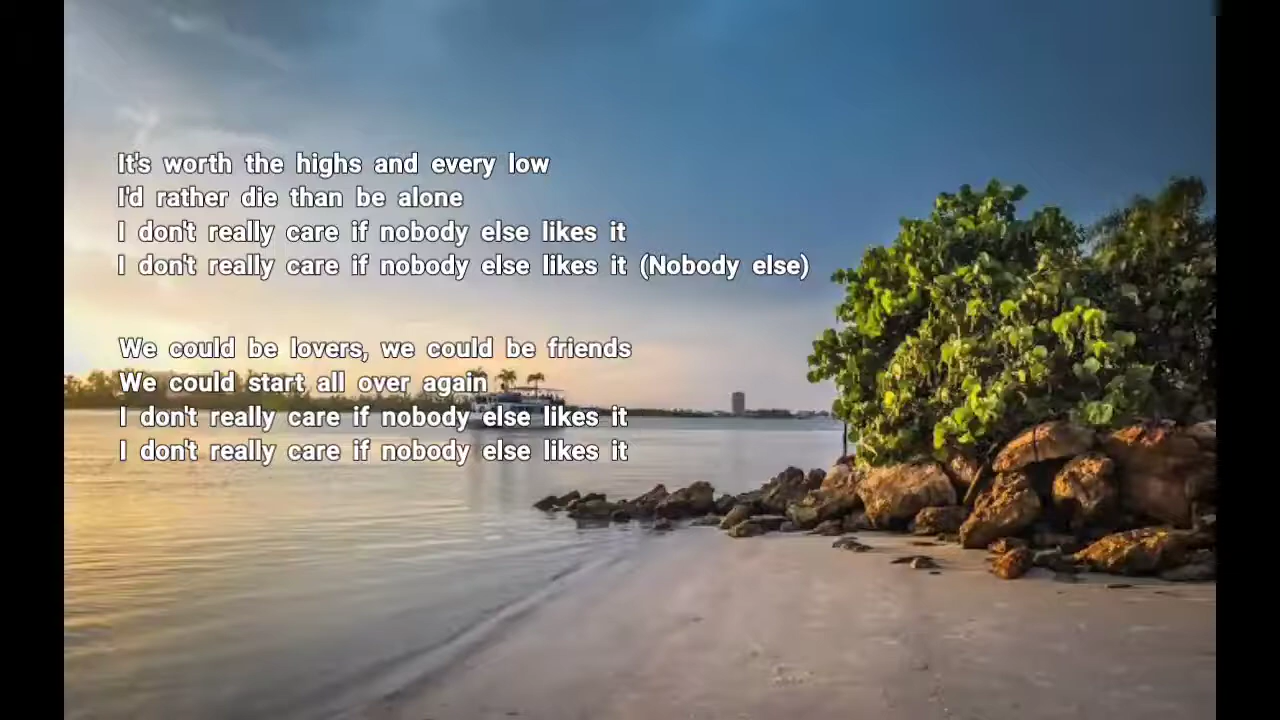 It's worth the highs and every low
I'd rather die than be alone
I don't really care if nobody else likes it
I don't really care if nobody else likes it (Nobody else)
We could be lovers, we could be friends
We could start all over again
I don't really care if nobody else likes it
I don't really care if nobody else likes it